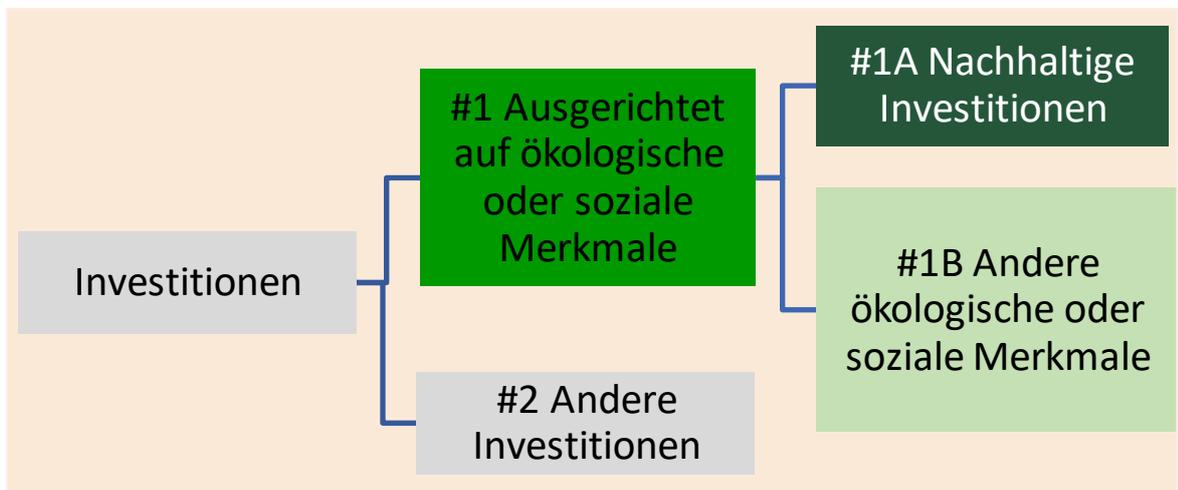 Investitionen
#1 Ausgerichtet
auf ökologische
oder soziale
Merkmale
#2 Andere
Investitionen
#1A Nachhaltige
Investitionen
#1B Andere
ökologische oder
soziale Merkmale